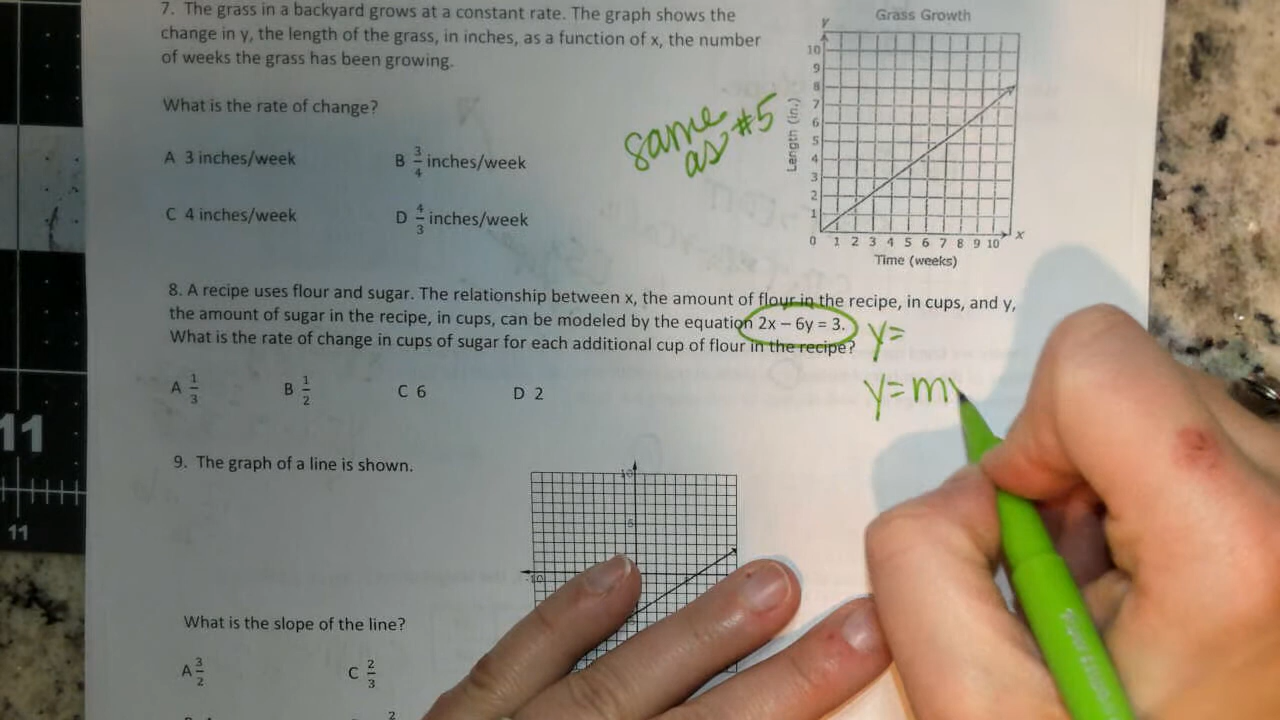 7. The grass in a backyard grows at a constant rate. The graph shows the
change in y, the length of the grass, in inches, as a function of x, the number
of weeks the grass has been growing.
What is the rate of change?
A 3 inches/week
B 3/4 inches/week
C 4 inches/week
D 4/3 inches/week
same
as #5
Grass Growth
y
10
9
8
7
6
5
4
3
2
1
0 1 2 3 4 5 6 7 8 9 10 x
Length (in.)
Time (weeks)
8. A recipe uses flour and sugar. The relationship between x, the amount of flour in the recipe, in cups, and y,
the amount of sugar in the recipe, in cups, can be modeled by the equation 2x – 6y = 3.
What is the rate of change in cups of sugar for each additional cup of flour in the recipe?
y=
y=mx
A 1/3
B 1/2
C 6
D 2
9. The graph of a line is shown.
10
5
-10
What is the slope of the line?
A 3/2
C 2/3
2
11
11